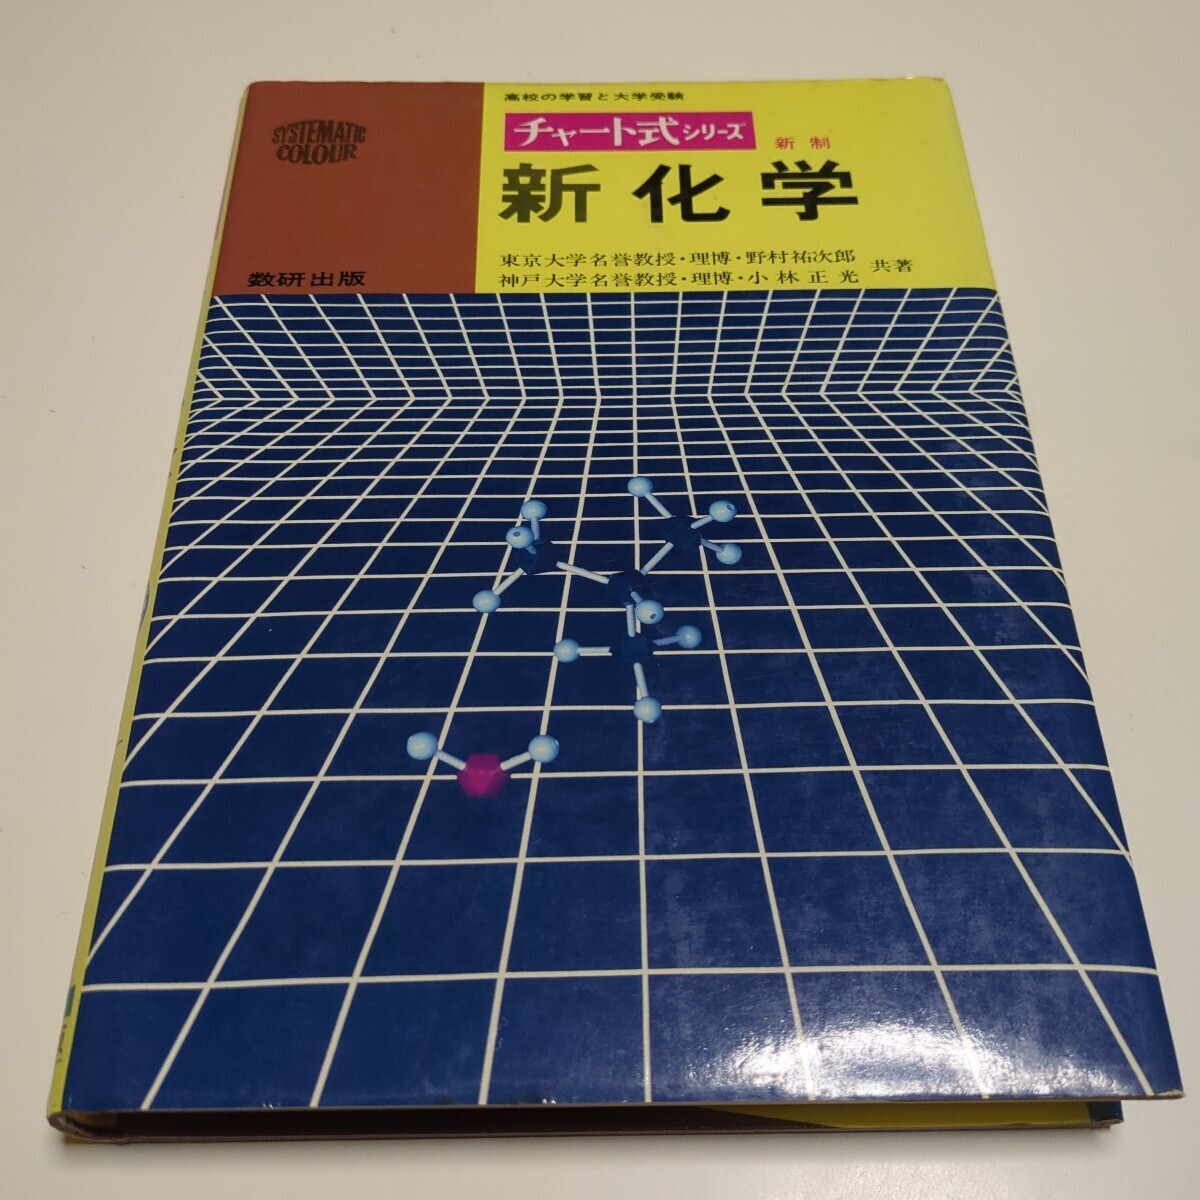 SYSTEMATIC
COLOUR
数研出版
高校の学習と大学受験
チャート式シリーズ
新制
新化学
東京大学名誉教授・理博・野村祐次郎
神戸大学名誉教授・理博・小林正光
共著